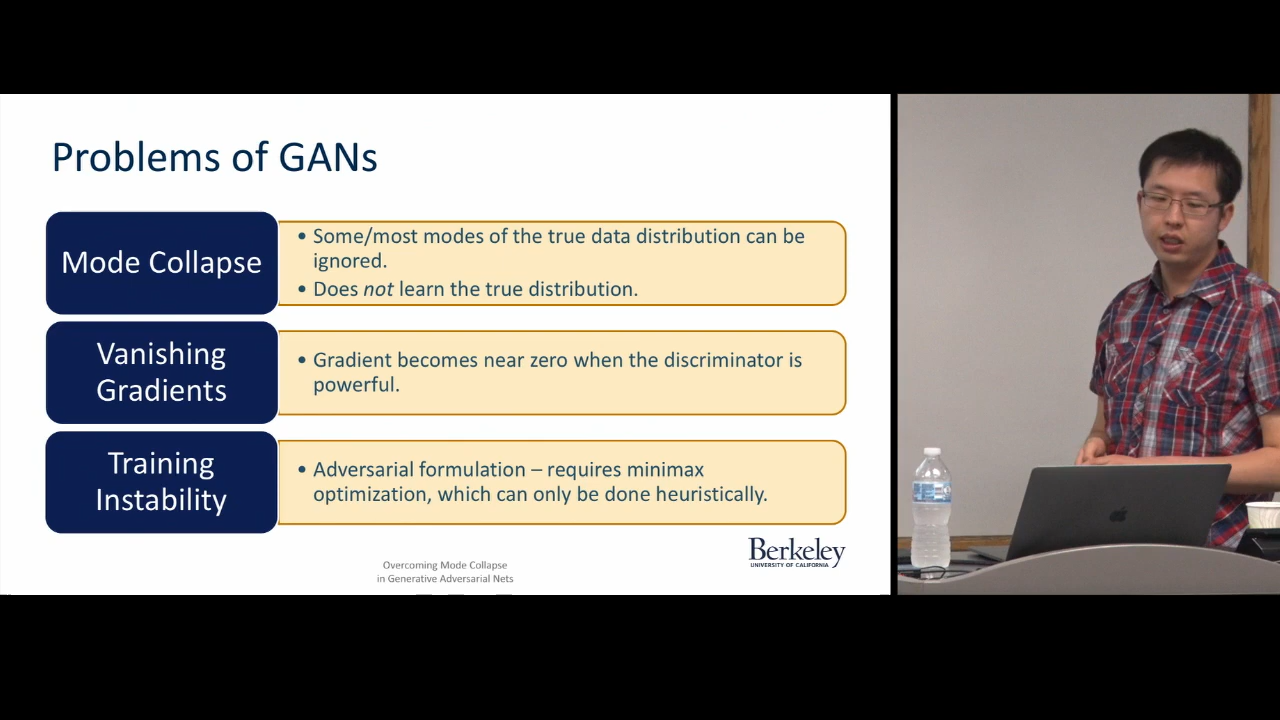 Problems of GANs
Mode Collapse
• Some/most modes of the true data distribution can be
ignored.
• Does not learn the true distribution.
Vanishing
Gradients
• Gradient becomes near zero when the discriminator is
powerful.
Training
Instability
• Adversarial formulation – requires minimax
optimization, which can only be done heuristically.
Overcoming Mode Collapse
in Generative Adversarial Nets
Berkeley
UNIVERSITY OF CALIFORNIA